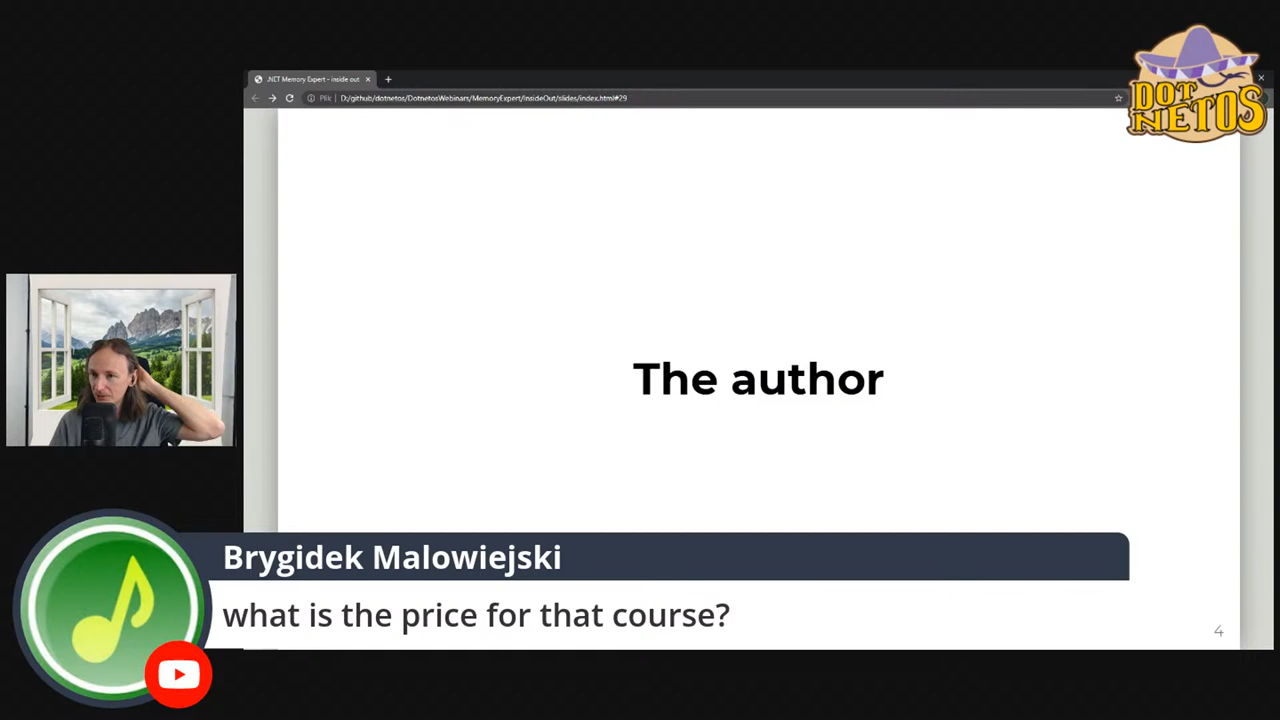 .NET Memory Expert - inside out
Plik
D:/github/dotnetos/DotnetosWebinars/MemoryExpert/InsideOut/slides/index.html#29
DOT
NETOS
The author
Brygidek Malowiejski
what is the price for that course?
4